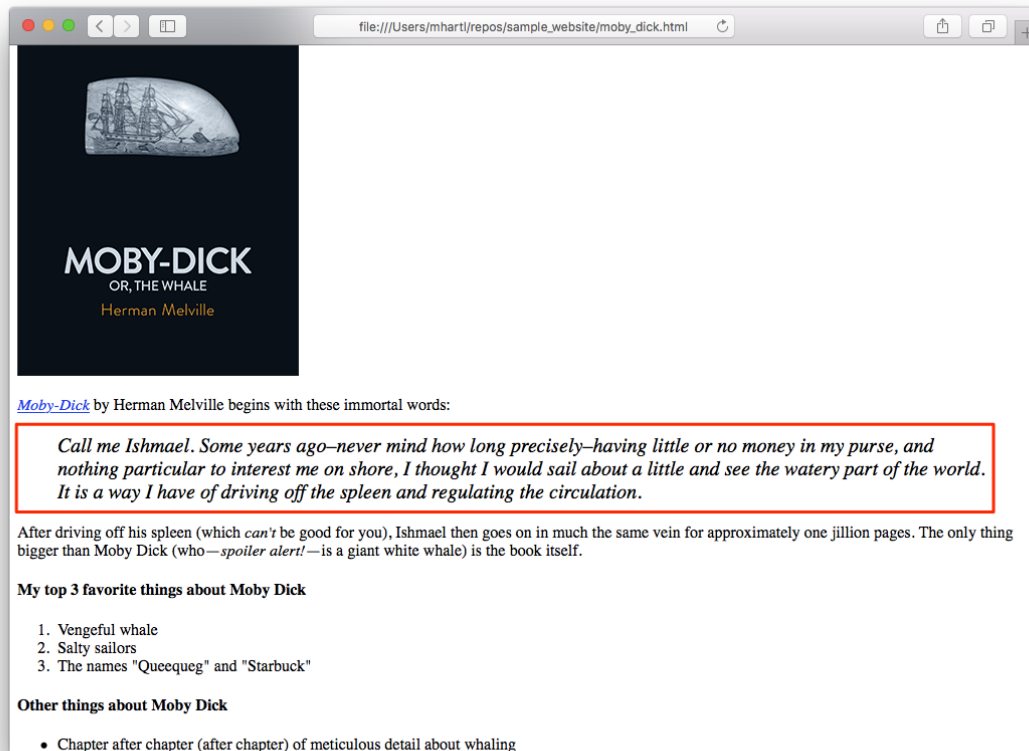 file:///Users/mhartl/repos/sample_website/moby_dick.html
MOBY-DICK
OR, THE WHALE
Herman Melville
Moby-Dick by Herman Melville begins with these immortal words:
Call me Ishmael. Some years ago–never mind how long precisely–having little or no money in my purse, and
nothing particular to interest me on shore, I thought I would sail about a little and see the watery part of the world.
It is a way I have of driving off the spleen and regulating the circulation.
After driving off his spleen (which can't be good for you), Ishmael then goes on in much the same vein for approximately one jillion pages. The only thing
bigger than Moby Dick (who—spoiler alert!—is a giant white whale) is the book itself.
My top 3 favorite things about Moby Dick
1. Vengeful whale
2. Salty sailors
3. The names "Queequeg" and "Starbuck"
Other things about Moby Dick
• Chapter after chapter (after chapter) of meticulous detail about whaling